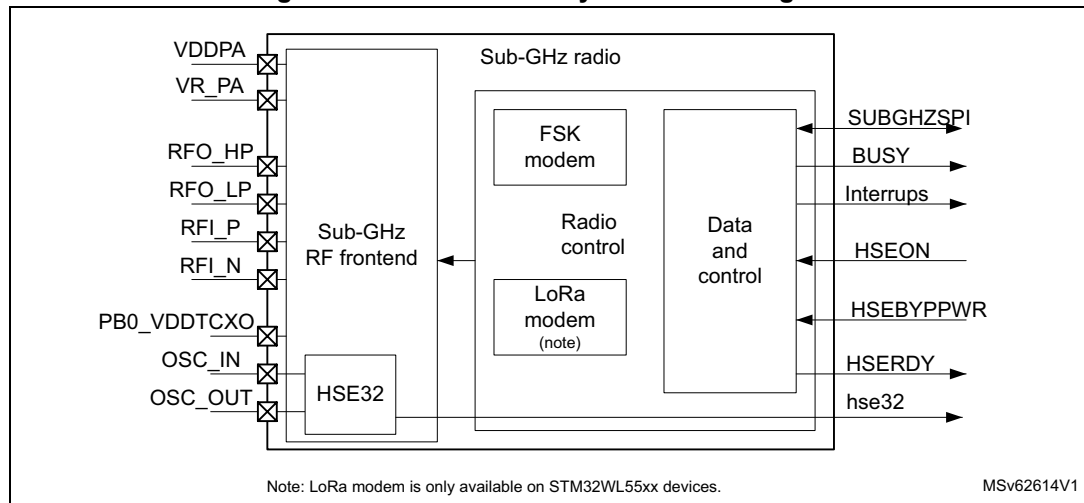 VDDPA
VR_PA
RFO_HP
RFO_LP
RFI_P
RFI_N
PB0_VDDTCXO
OSC_IN
OSC_OUT
Sub-GHz
RF frontend
HSE32
Sub-GHz radio
FSK
modem
Radio
control
LoRa
modem
(note)
Data
and
control
SUBGHZSPI
BUSY
Interrups
HSEON
HSEBYPPWR
HSERDY
hse32
Note: LoRa modem is only available on STM32WL55xx devices.
MSv62614V1